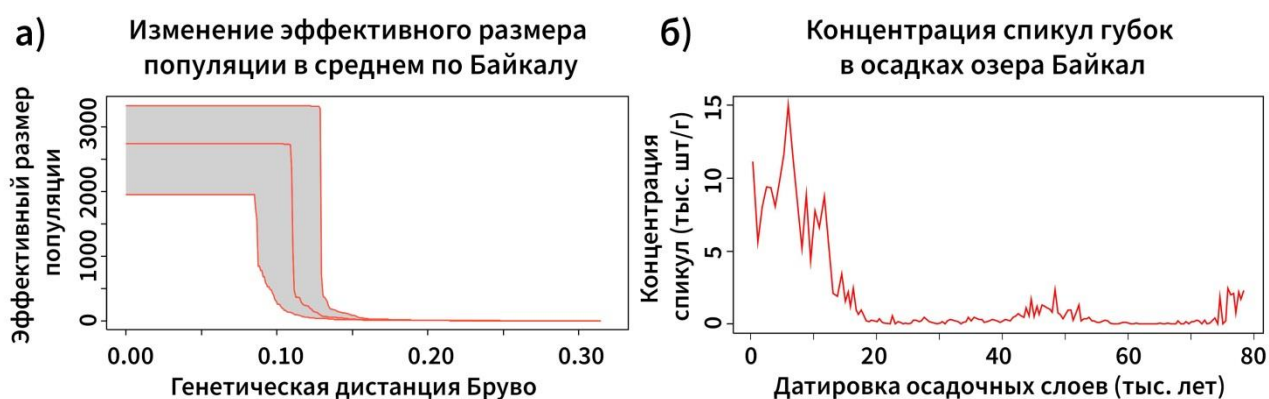 а)
Изменение эффективного размера
популяции в среднем по Байкалу
Эффективный размер
популяции
3000
2000
1000
0
0.00
0.10
0.20
0.30
Генетическая дистанция Бруво
б)
Концентрация спикул губок
в осадках озера Байкал
Концентрация
спикул (тыс. шт/г)
15
10
5
0
0
20
40
60
80
Датировка осадочных слоев (тыс. лет)